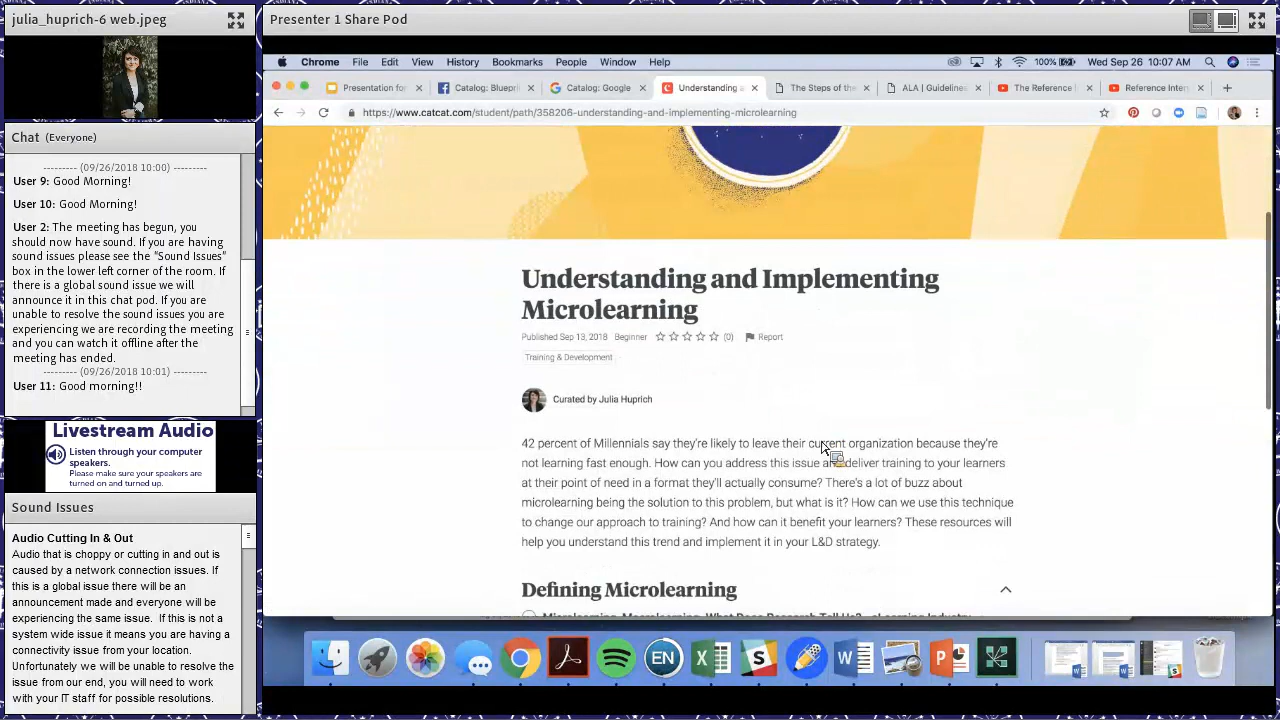 julia_huprich-6 web.jpeg
Chat (Everyone)
--------- (09/26/2018 10:00) ---------
User 9: Good Morning!
User 10: Good Morning!
User 2: The meeting has begun, you
should now have sound. If you are having
sound issues please see the "Sound Issues"
box in the lower left corner of the room. If
there is a global sound issue we will
announce it in this chat pod. If you are
unable to resolve the sound issues you are
experiencing we are recording the meeting
and you can watch it offline after the
meeting has ended.
--------- (09/26/2018 10:01) ---------
User 11: Good morning!!
Livestream Audio
Listen through your computer
speakers.
Please make sure your speakers are
turned on and turned up.
Sound Issues
Audio Cutting In & Out
Audio that is choppy or cutting in and out is
caused by a network connection issues. If
this is a global issue there will be an
announcement made and everyone will be
experiencing the same issue. If this is not a
system wide issue it means you are having a
connectivity issue from your location.
Unfortunately we will be unable to resolve the
issue from our end, you will need to work
with your IT staff for possible resolutions.
Presenter 1 Share Pod
Chrome File Edit View History Bookmarks People Window Help 100% Wed Sep 26 10:07 AM
Presentation for Catalog: Bluepri Catalog: Google Understanding a The Steps of the ALA | Guideline The Reference Reference Inter
https://www.catcat.com/student/path/358206-understanding-and-implementing-microlearning
Understanding and Implementing
Microlearning
Published Sep 13, 2018 Beginner (0) Report
Training & Development
Curated by Julia Huprich
42 percent of Millennials say they're likely to leave their current organization because they're
not learning fast enough. How can you address this issue and deliver training to your learners
at their point of need in a format they'll actually consume? There's a lot of buzz about
microlearning being the solution to this problem, but what is it? How can we use this technique
to change our approach to training? And how can it benefit your learners? These resources will
help you understand this trend and implement it in your L&D strategy.
Defining Microlearning
Microlearning, Macrolearning. What Does Research Tell Us? - eLearning Industry
EN